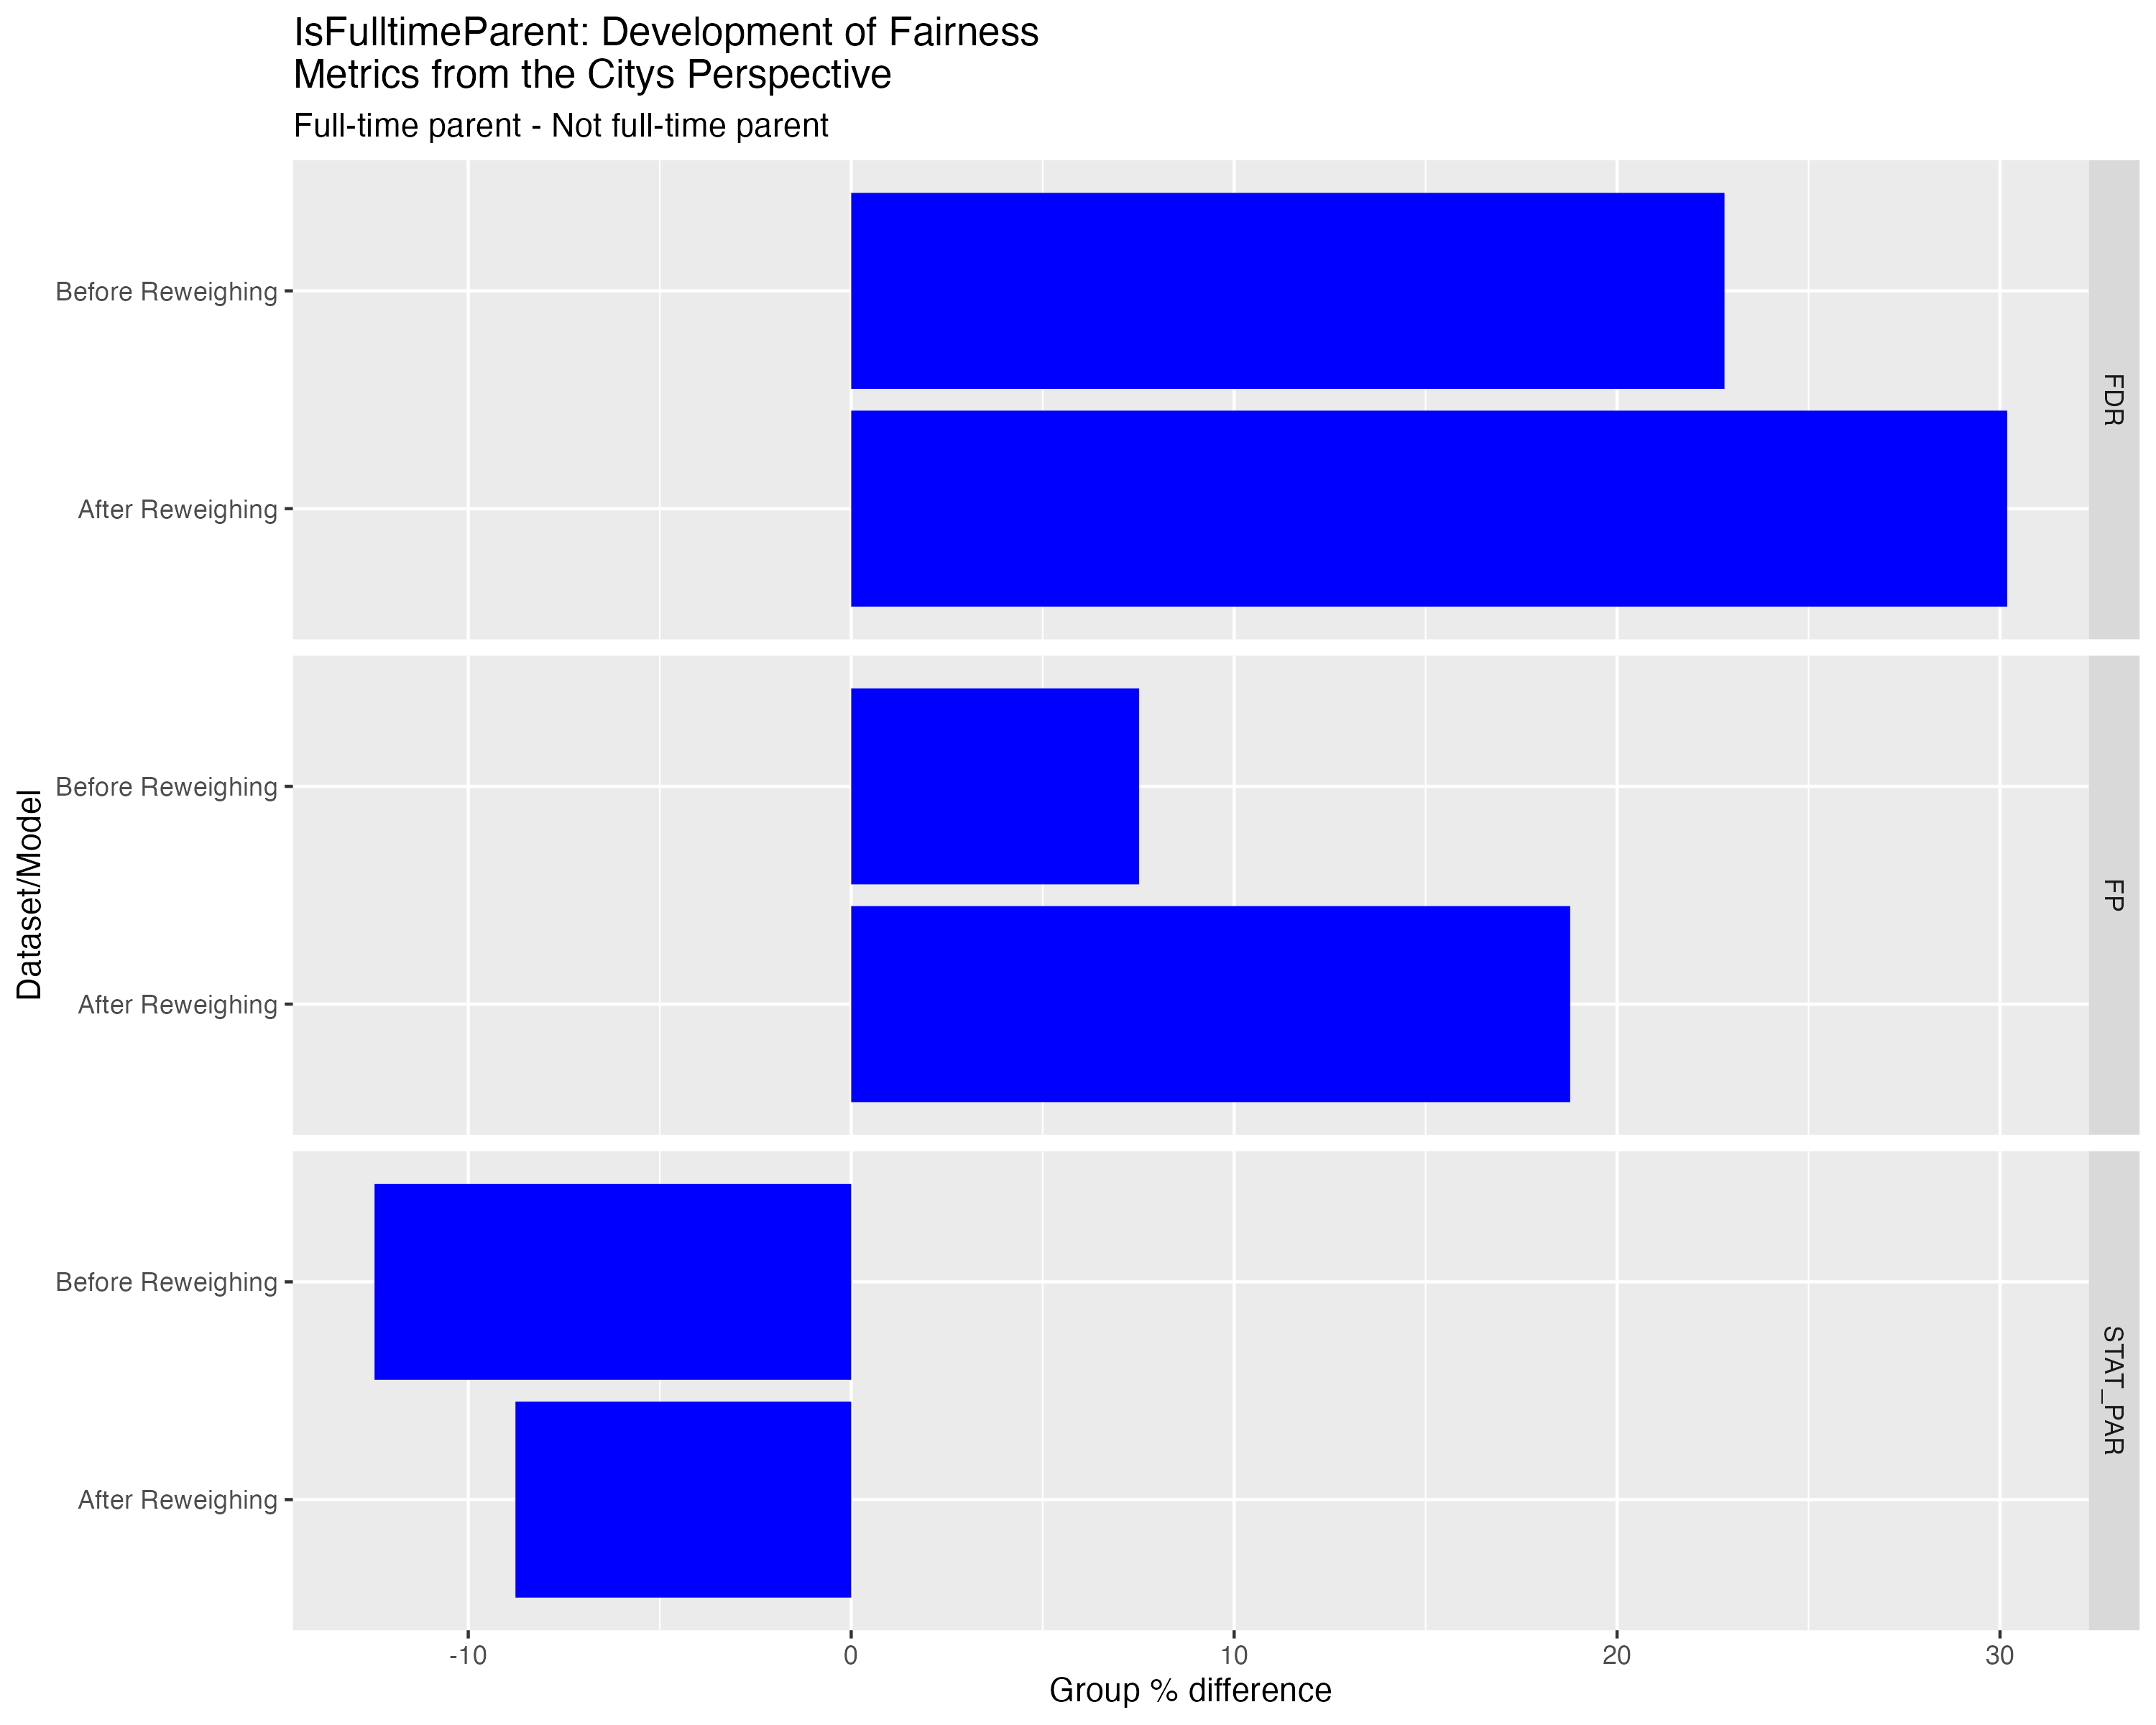 IsFulltimeParent: Development of Fairness
Metrics from the Citys Perspective
Full-time parent - Not full-time parent
Before Reweighing
After Reweighing
FDR
Before Reweighing
After Reweighing
FP
Before Reweighing
After Reweighing
STAT_PAR
Dataset/Model
-10
0
10
20
30
Group % difference